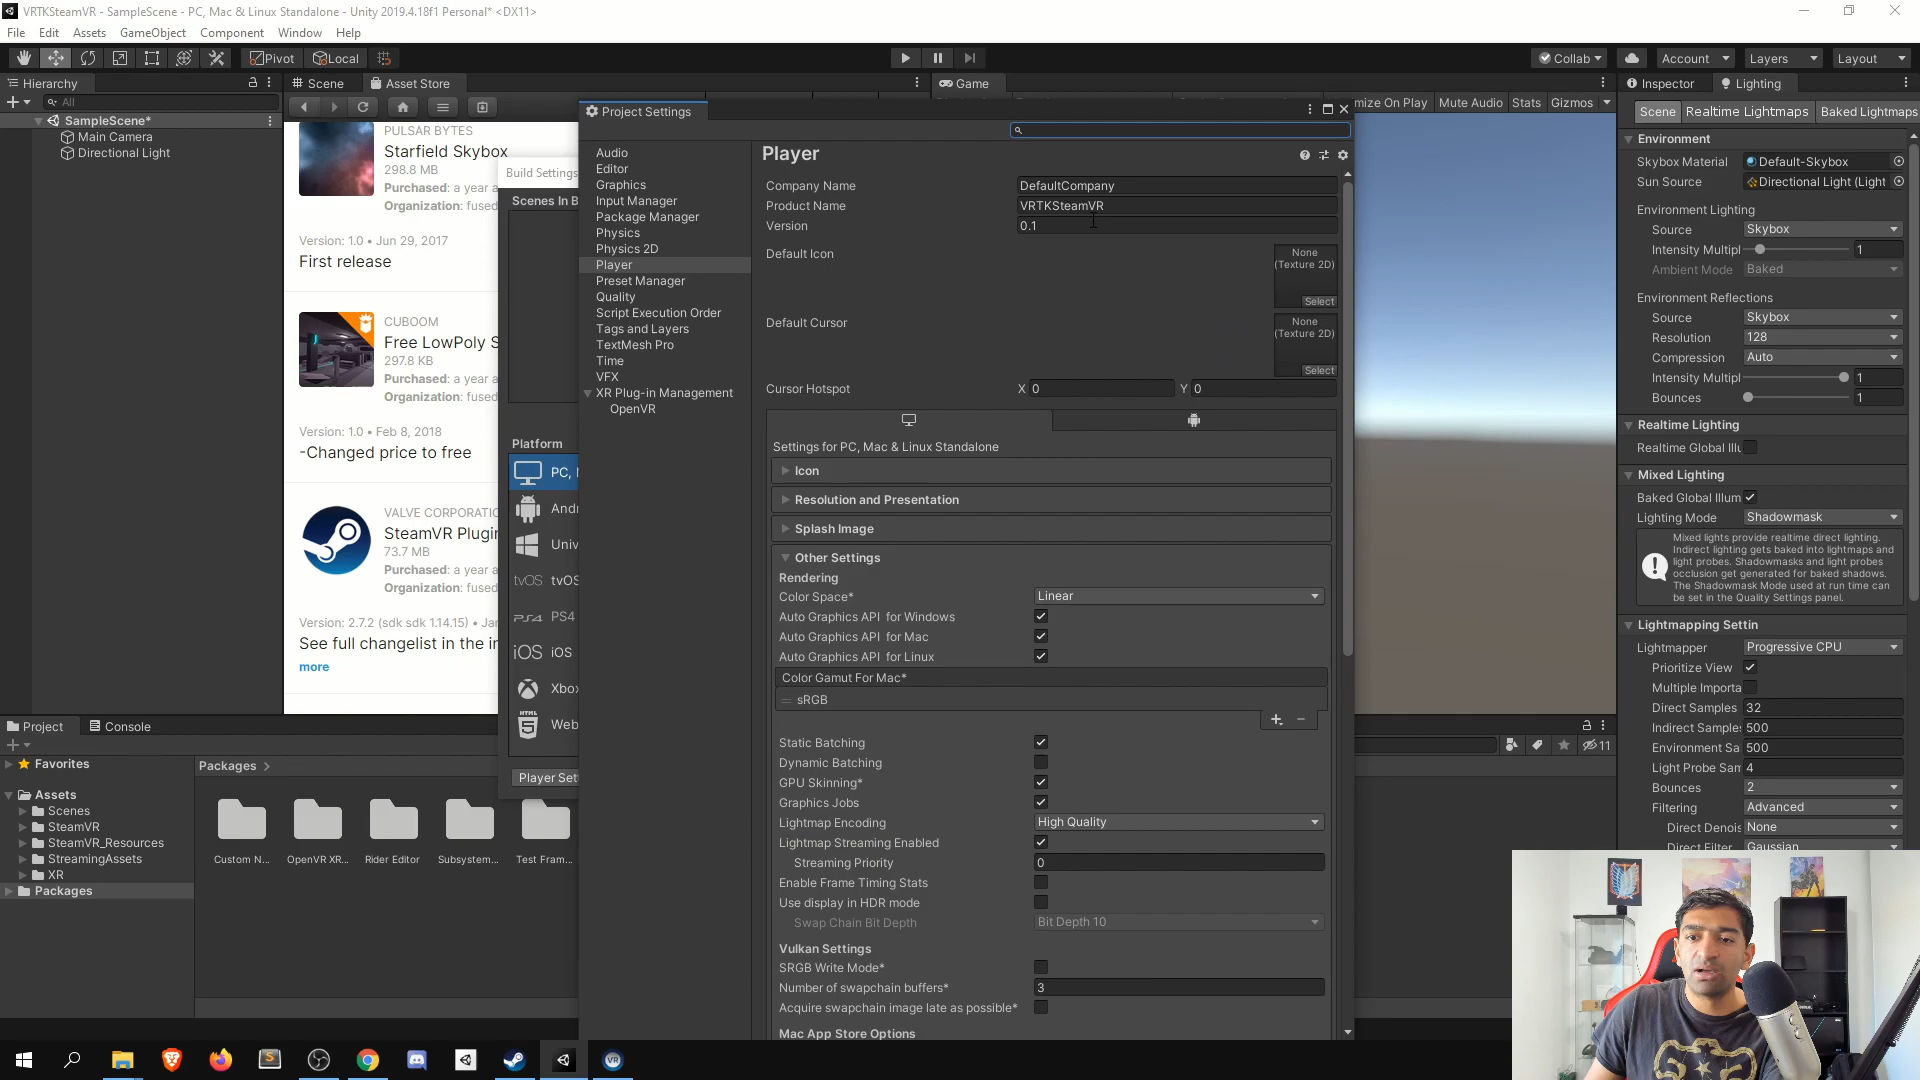 VRTKSteamVR - SampleScene - PC, Mac & Linux Standalone - Unity 2019.4.18f1 Personal* <DX11>
File Edit Assets GameObject Component Window Help
Pivot Local Collab Account Layers Layout
Hierarchy
All
SampleScene*
Main Camera
Directional Light
Scene Asset Store
PULSAR BYTES
Starfield Skybox
298.8 MB
Purchased: a year a
Organization: fused
Version: 1.0 • Jun 29, 2017
First release
CUBOOM
Free LowPoly S
297.8 KB
Purchased: a year a
Organization: fused
Version: 1.0 • Feb 8, 2018
-Changed price to free
VALVE CORPORATIO
SteamVR Plugin
73.7 MB
Purchased: a year a
Organization: fused
Version: 2.7.2 (sdk sdk 1.14.15) • Ja
See full changelist in the i
more
Build Settings
Scenes In B
Platform
PC,
And
Univ
tvOS tvOS
PS4 PS4
iOS iOS
Xbo
HTML 5 Web
Player Set
Game
mize On Play Mute Audio Stats Gizmos
Project Settings
Audio
Editor
Graphics
Input Manager
Package Manager
Physics
Physics 2D
Player
Preset Manager
Quality
Script Execution Order
Tags and Layers
TextMesh Pro
Time
VFX
XR Plug-in Management
OpenVR
Player
Company Name DefaultCompany
Product Name VRTKSteamVR
Version 0.1
Default Icon None
(Texture 2D)
Select
Default Cursor None
(Texture 2D)
Select
Cursor Hotspot X 0 Y 0
Settings for PC, Mac & Linux Standalone
Icon
Resolution and Presentation
Splash Image
Other Settings
Rendering
Color Space* Linear
Auto Graphics API for Windows
Auto Graphics API for Mac
Auto Graphics API for Linux
Color Gamut For Mac*
= sRGB
Static Batching
Dynamic Batching
GPU Skinning*
Graphics Jobs
Lightmap Encoding High Quality
Lightmap Streaming Enabled
Streaming Priority 0
Enable Frame Timing Stats
Use display in HDR mode
Swap Chain Bit Depth Bit Depth 10
Vulkan Settings
SRGB Write Mode*
Number of swapchain buffers* 3
Acquire swapchain image late as possible*
Mac App Store Options
Inspector Lighting
Scene Realtime Lightmaps Baked Lightmaps
Environment
Skybox Material Default-Skybox
Sun Source Directional Light (Light
Environment Lighting
Source Skybox
Intensity Multipl 1
Ambient Mode Baked
Environment Reflections
Source Skybox
Resolution 128
Compression Auto
Intensity Multipl 1
Bounces 1
Realtime Lighting
Realtime Global Illu
Mixed Lighting
Baked Global Illum
Lighting Mode Shadowmask
Mixed lights provide realtime direct lighting.
Indirect lighting gets baked into lightmaps and
light probes. Shadowmasks and light probes
occlusion get generated for baked shadows.
The Shadowmask Mode used at run time can
be set in the Quality Settings panel.
Lightmapping Settin
Lightmapper Progressive CPU
Prioritize View
Multiple Importa
Direct Samples 32
Indirect Samples 500
Environment Sa 500
Light Probe Sam 4
Bounces 2
Filtering Advanced
Direct Denois None
Direct Filter Gaussian
Project Console
11
Favorites
Assets
Scenes
SteamVR
SteamVR_Resources
StreamingAssets
XR
Packages
Packages >
Custom N...
OpenVR XR...
Rider Editor
Subsystem...
Test Fram...